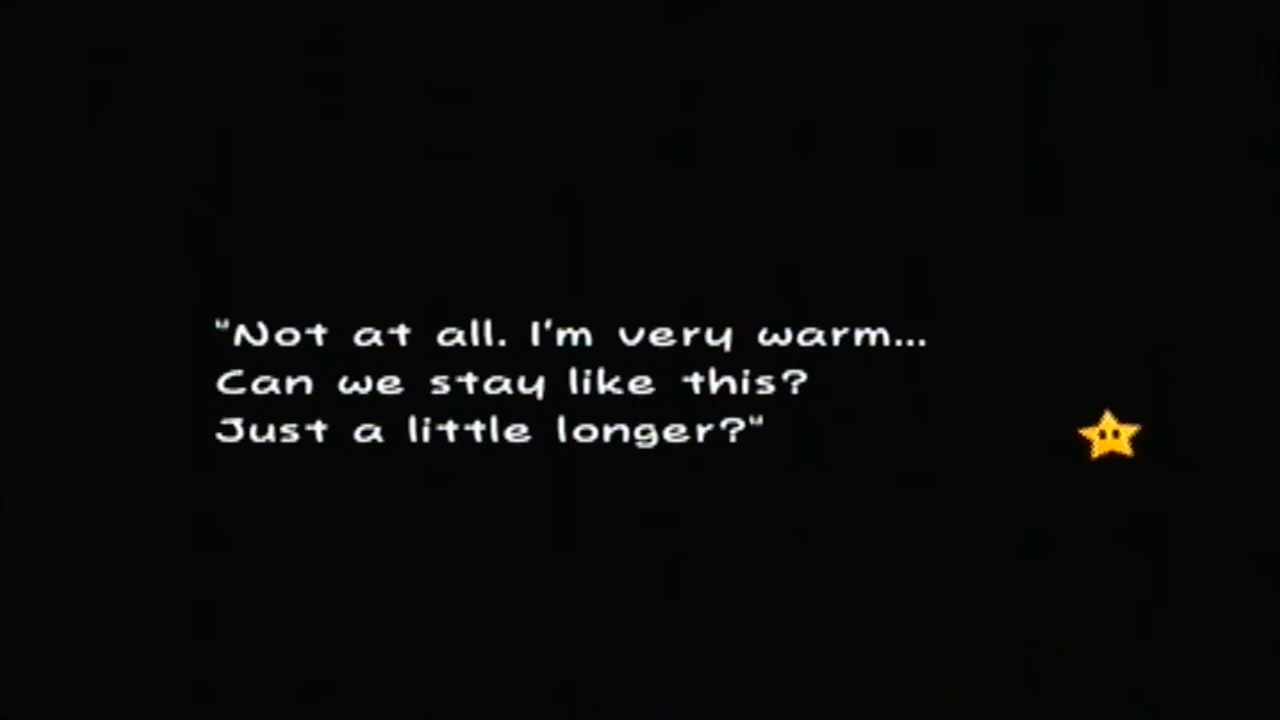 "Not at all. I'm very warm...
Can we stay like this?
Just a little longer?"